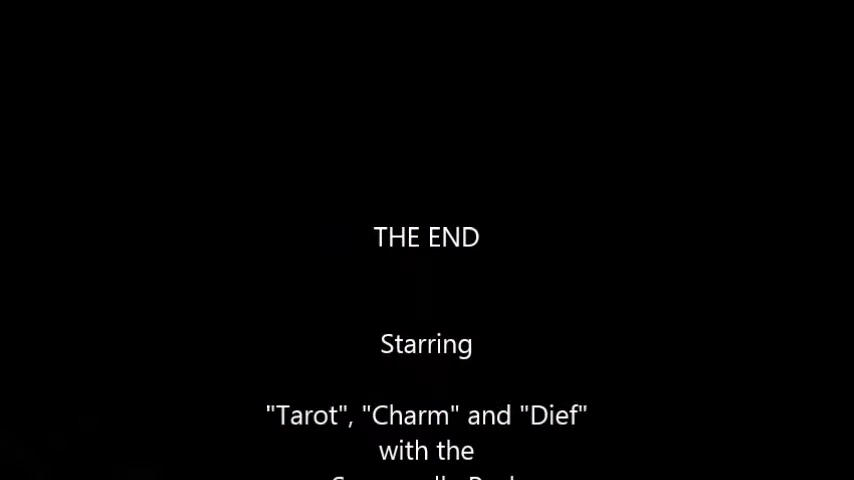 THE END
Starring
"Tarot", "Charm" and "Dief"
with the